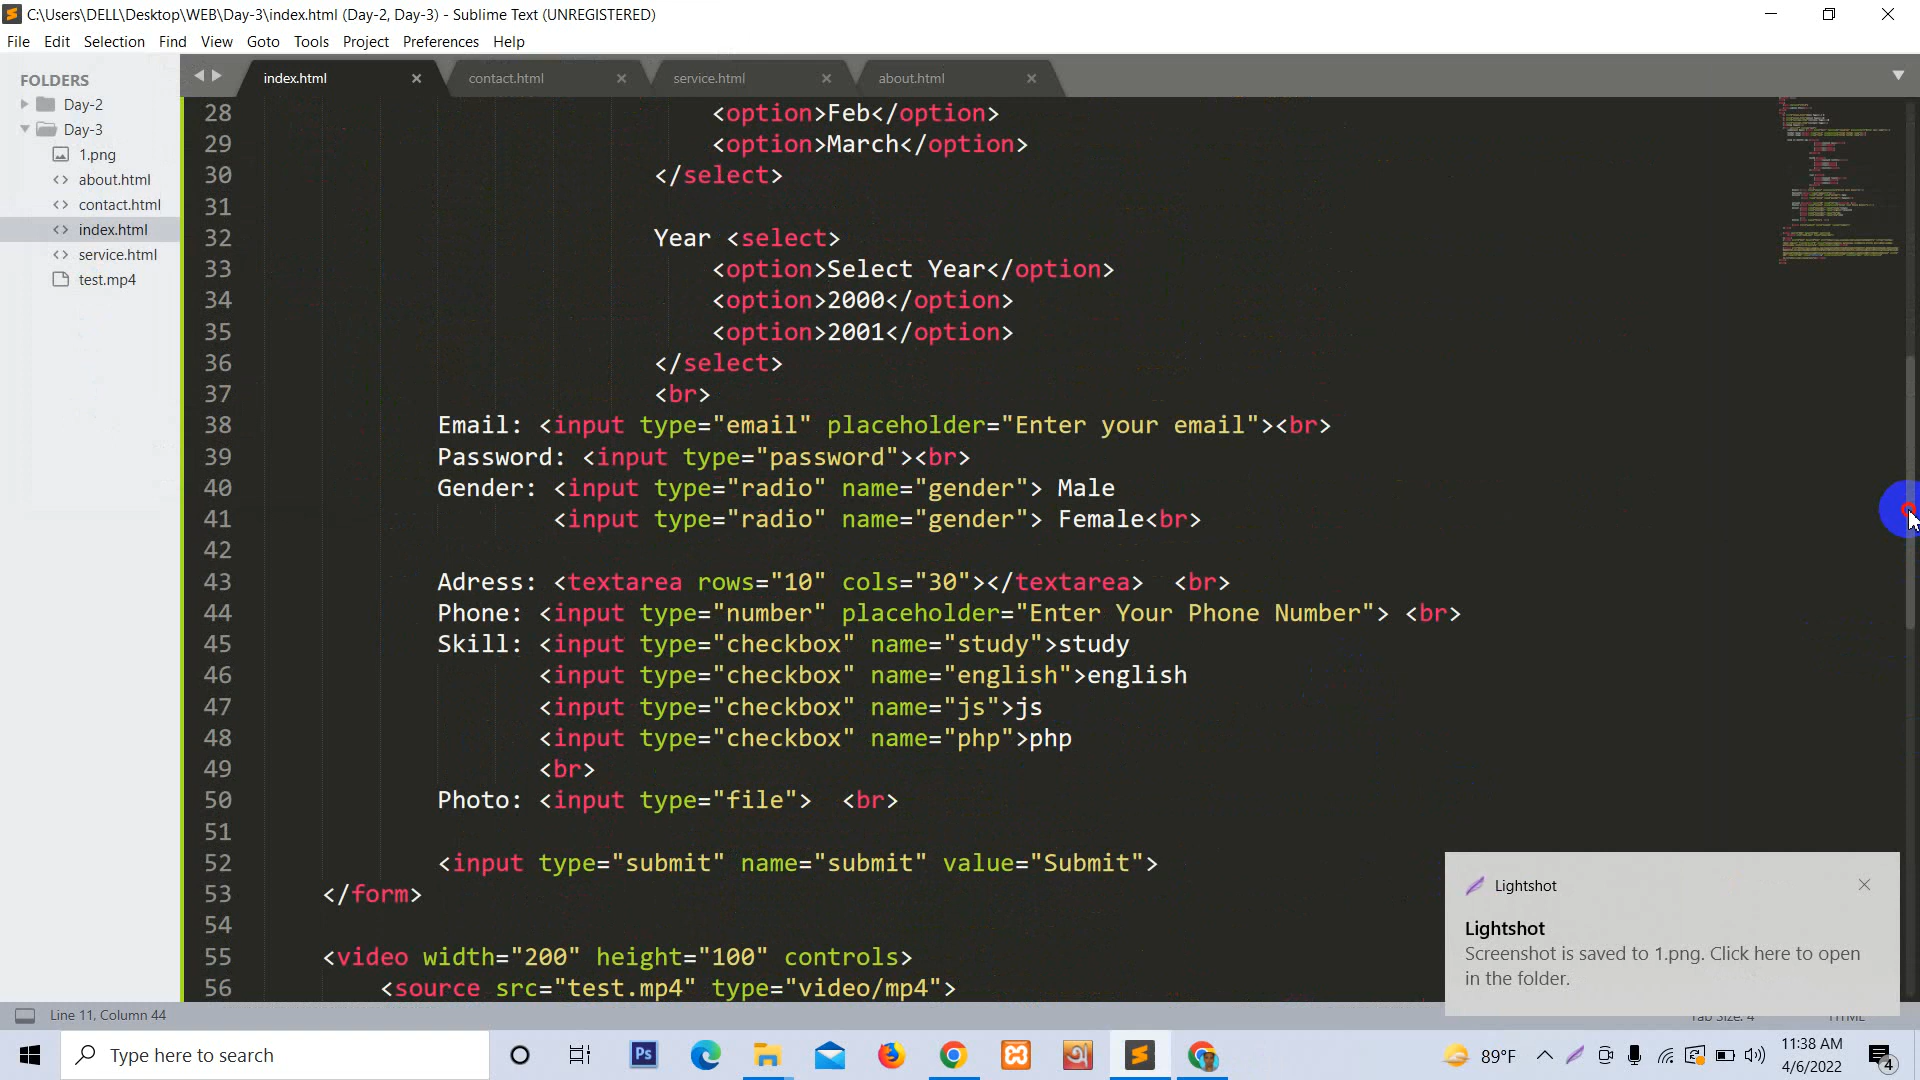 C:\Users\DELL\Desktop\WEB\Day-3\index.html (Day-2, Day-3) - Sublime Text (UNREGISTERED)
File Edit Selection Find View Goto Tools Project Preferences Help
FOLDERS
Day-2
Day-3
1.png
about.html
contact.html
index.html
service.html
test.mp4
index.html contact.html service.html about.html
28 <option>Feb</option>
29 <option>March</option>
30 </select>
31
32 Year <select>
33 <option>Select Year</option>
34 <option>2000</option>
35 <option>2001</option>
36 </select>
37 <br>
38 Email: <input type="email" placeholder="Enter your email"><br>
39 Password: <input type="password"><br>
40 Gender: <input type="radio" name="gender"> Male
41 <input type="radio" name="gender"> Female<br>
42
43 Adress: <textarea rows="10" cols="30"></textarea> <br>
44 Phone: <input type="number" placeholder="Enter Your Phone Number"> <br>
45 Skill: <input type="checkbox" name="study">study
46 <input type="checkbox" name="english">english
47 <input type="checkbox" name="js">js
48 <input type="checkbox" name="php">php
49 <br>
50 Photo: <input type="file"> <br>
51
52 <input type="submit" name="submit" value="Submit">
53 </form>
54
55 <video width="200" height="100" controls>
56 <source src="test.mp4" type="video/mp4">
Lightshot
Lightshot
Screenshot is saved to 1.png. Click here to open
in the folder.
Line 11, Column 44
Tab Size: 4 HTML
Type here to search
Ps
অ
89°F
11:38 AM
4/6/2022
4